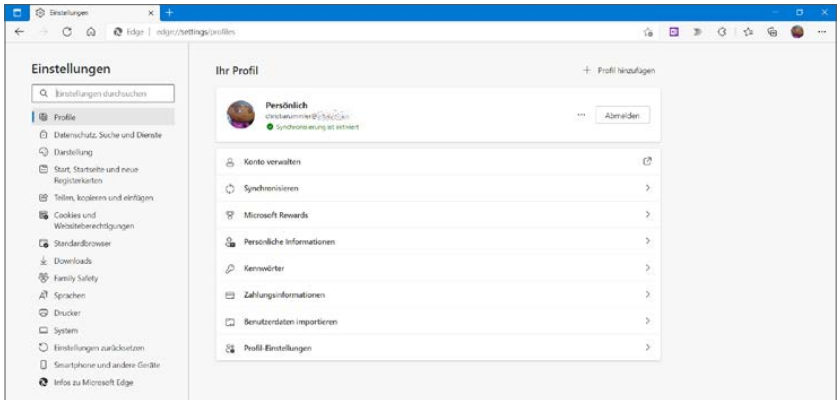 Einstellungen
Edge | edge://settings/profiles
Einstellungen
Einstellungen durchsuchen
Profile
Datenschutz, Suche und Dienste
Darstellung
Start, Startseite und neue
Registerkarten
Teilen, kopieren und einfügen
Cookies und
Websiteberechtigungen
Standardbrowser
Downloads
Family Safety
Sprachen
Drucker
System
Einstellungen zurücksetzen
Smartphone und andere Geräte
Infos zu Microsoft Edge
Ihr Profil
Profil hinzufügen
Persönlich
Synchronisierung ist aktiviert
Abmelden
Konto verwalten
Synchronisieren
Microsoft Rewards
Persönliche Informationen
Kennwörter
Zahlungsinformationen
Benutzerdaten importieren
Profil-Einstellungen